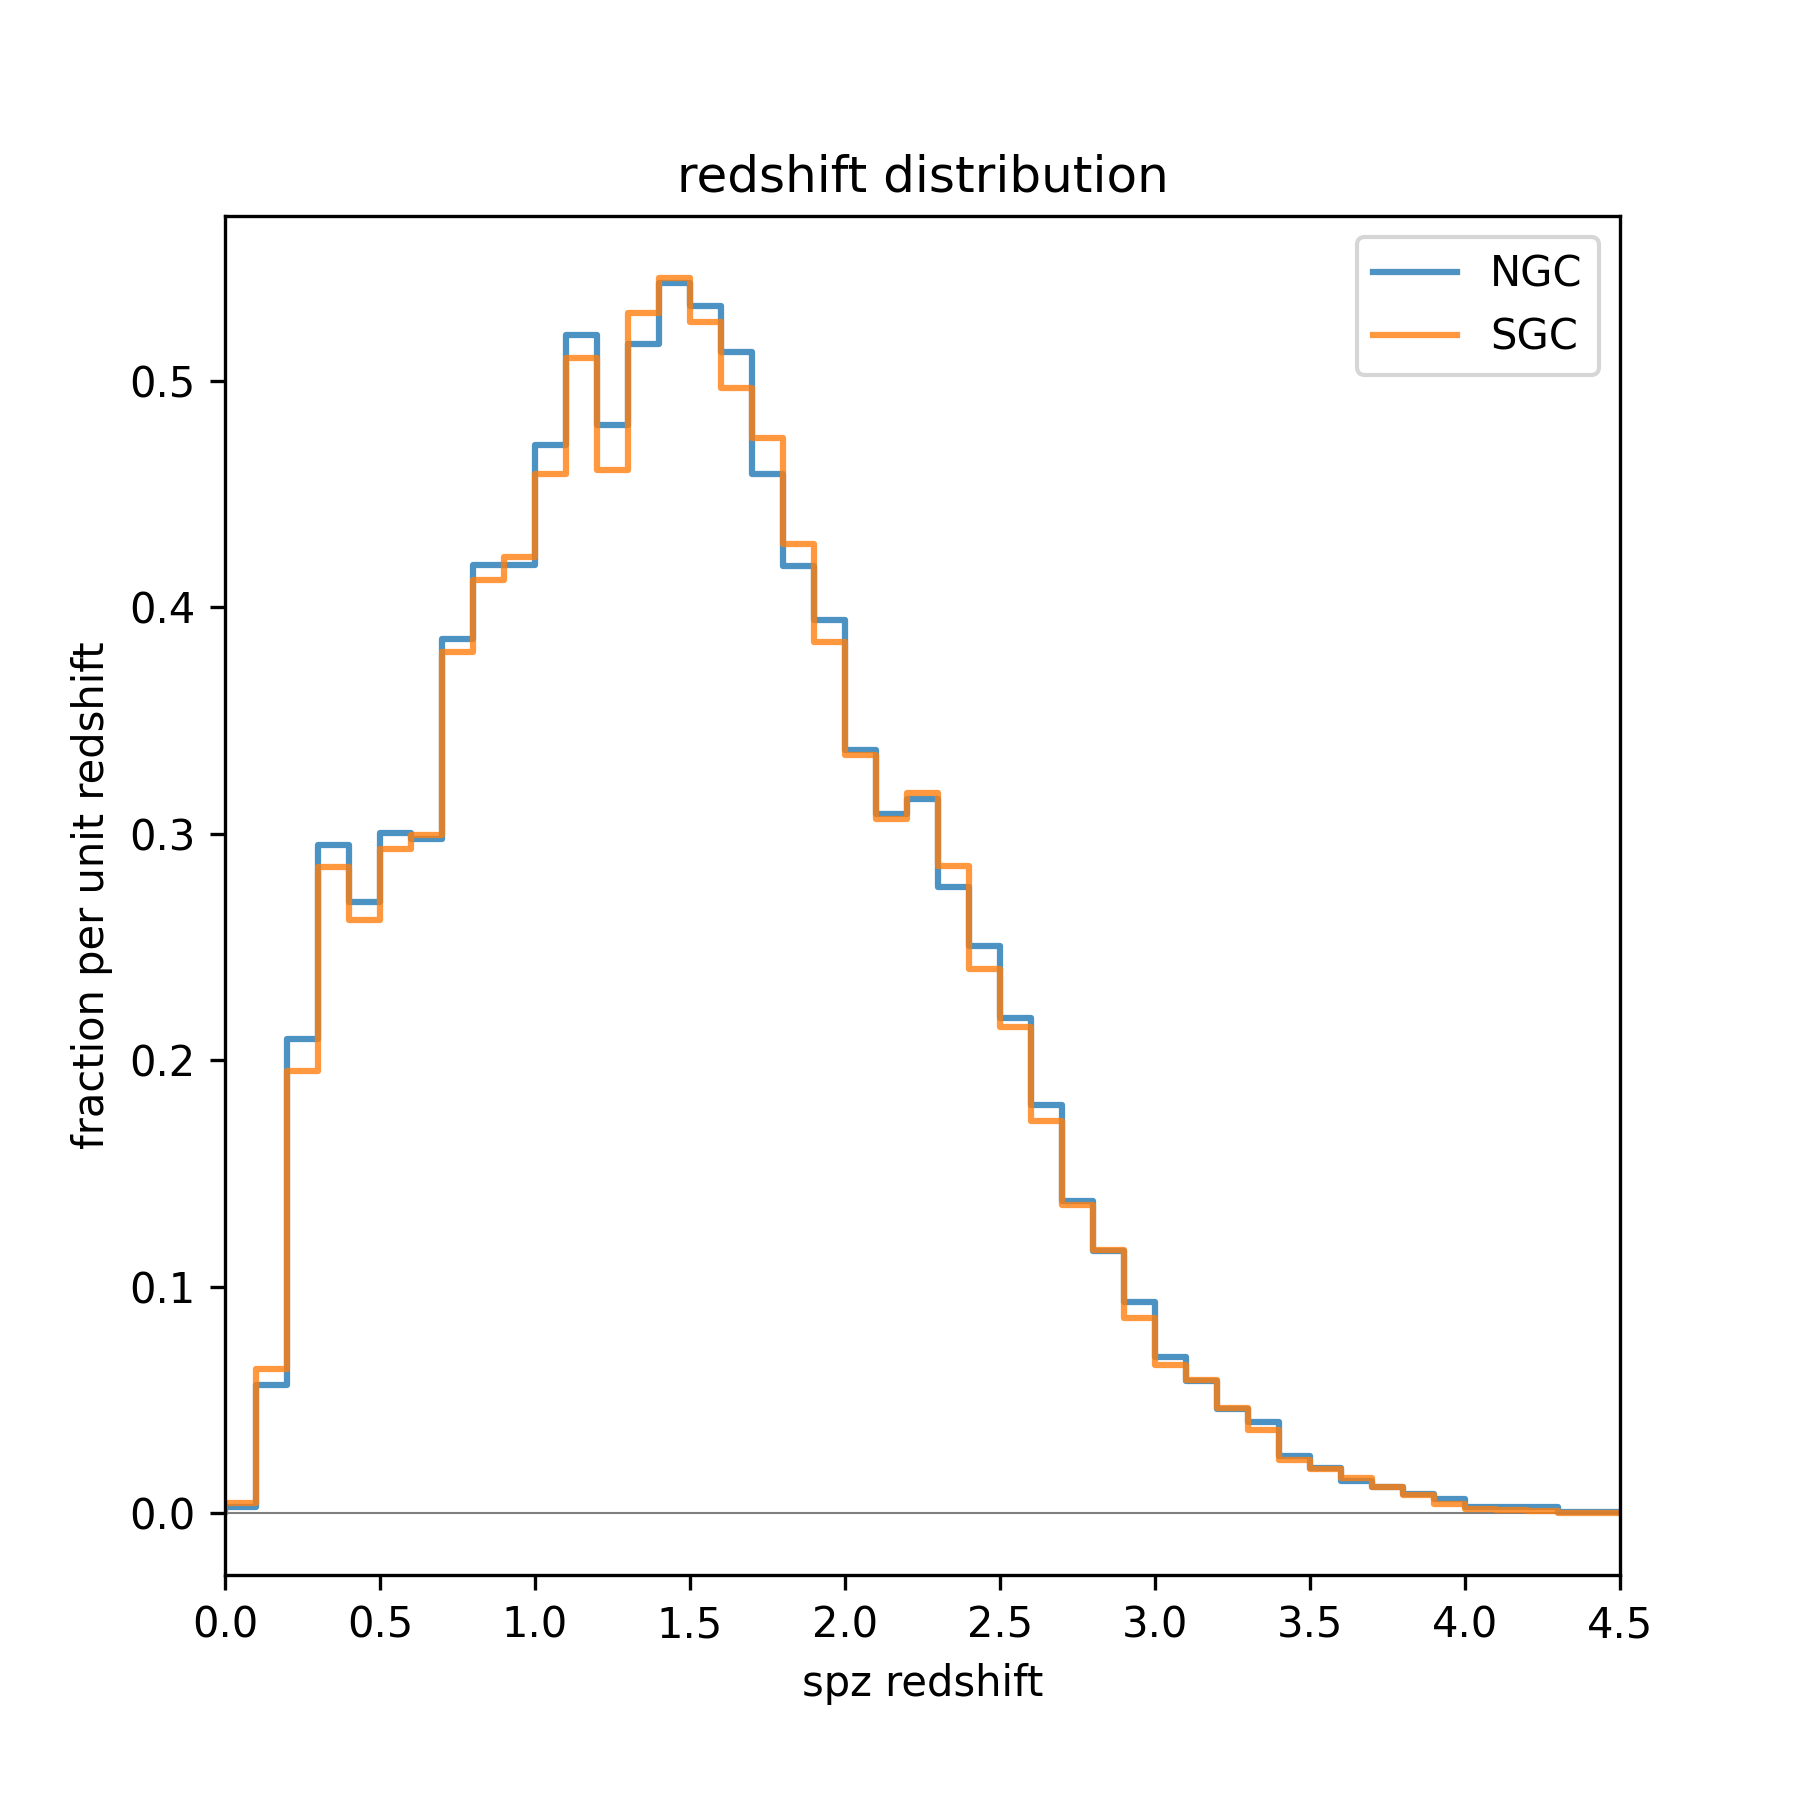 redshift distribution
NGC
SGC
fraction per unit redshift
0.5
0.4
0.3
0.2
0.1
0.0
0.0 0.5 1.0 1.5 2.0 2.5 3.0 3.5 4.0 4.5
spz redshift